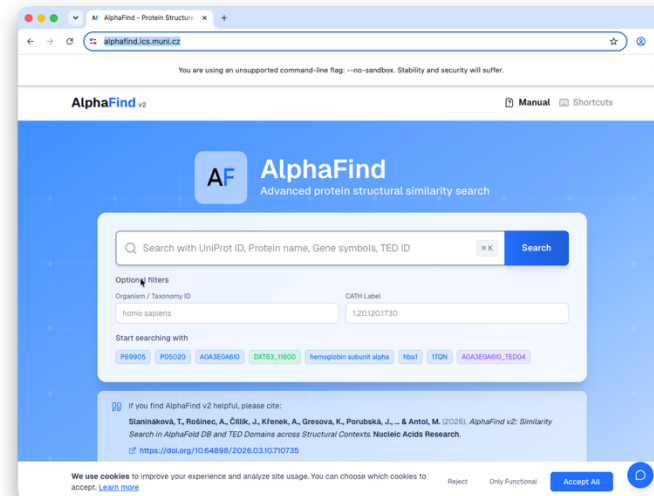 AlphaFind - Protein Structure
alphafind.ics.muni.cz
You are using an unsupported command-line flag: --no-sandbox. Stability and security will suffer.
AlphaFind v2
Manual
Shortcuts
AF
AlphaFind
Advanced protein structural similarity search
Search with UniProt ID, Protein name, Gene symbols, TED ID
⌘ K
Search
Optional filters
Organism / Taxonomy ID
CATH Label
homo sapiens
1.20.120.1730
Start searching with
P69905
P05020
A0A3E0A6I0
DXT63_11600
hemoglobin subunit alpha
hba1
1TQN
A0A3E0A6I0_TED04
If you find AlphaFind v2 helpful, please cite:
Slanináková, T., Rošinec, A., Čillík, J., Křenek, A., Gresova, K., Porubská, J., … & Antol, M. (2026). AlphaFind v2: Similarity
Search in AlphaFold DB and TED Domains across Structural Contexts. Nucleic Acids Research.
https://doi.org/10.64898/2026.03.10.710735
We use cookies to improve your experience and analyze site usage. You can choose which cookies to
accept. Learn more
Reject
Only Functional
Accept All